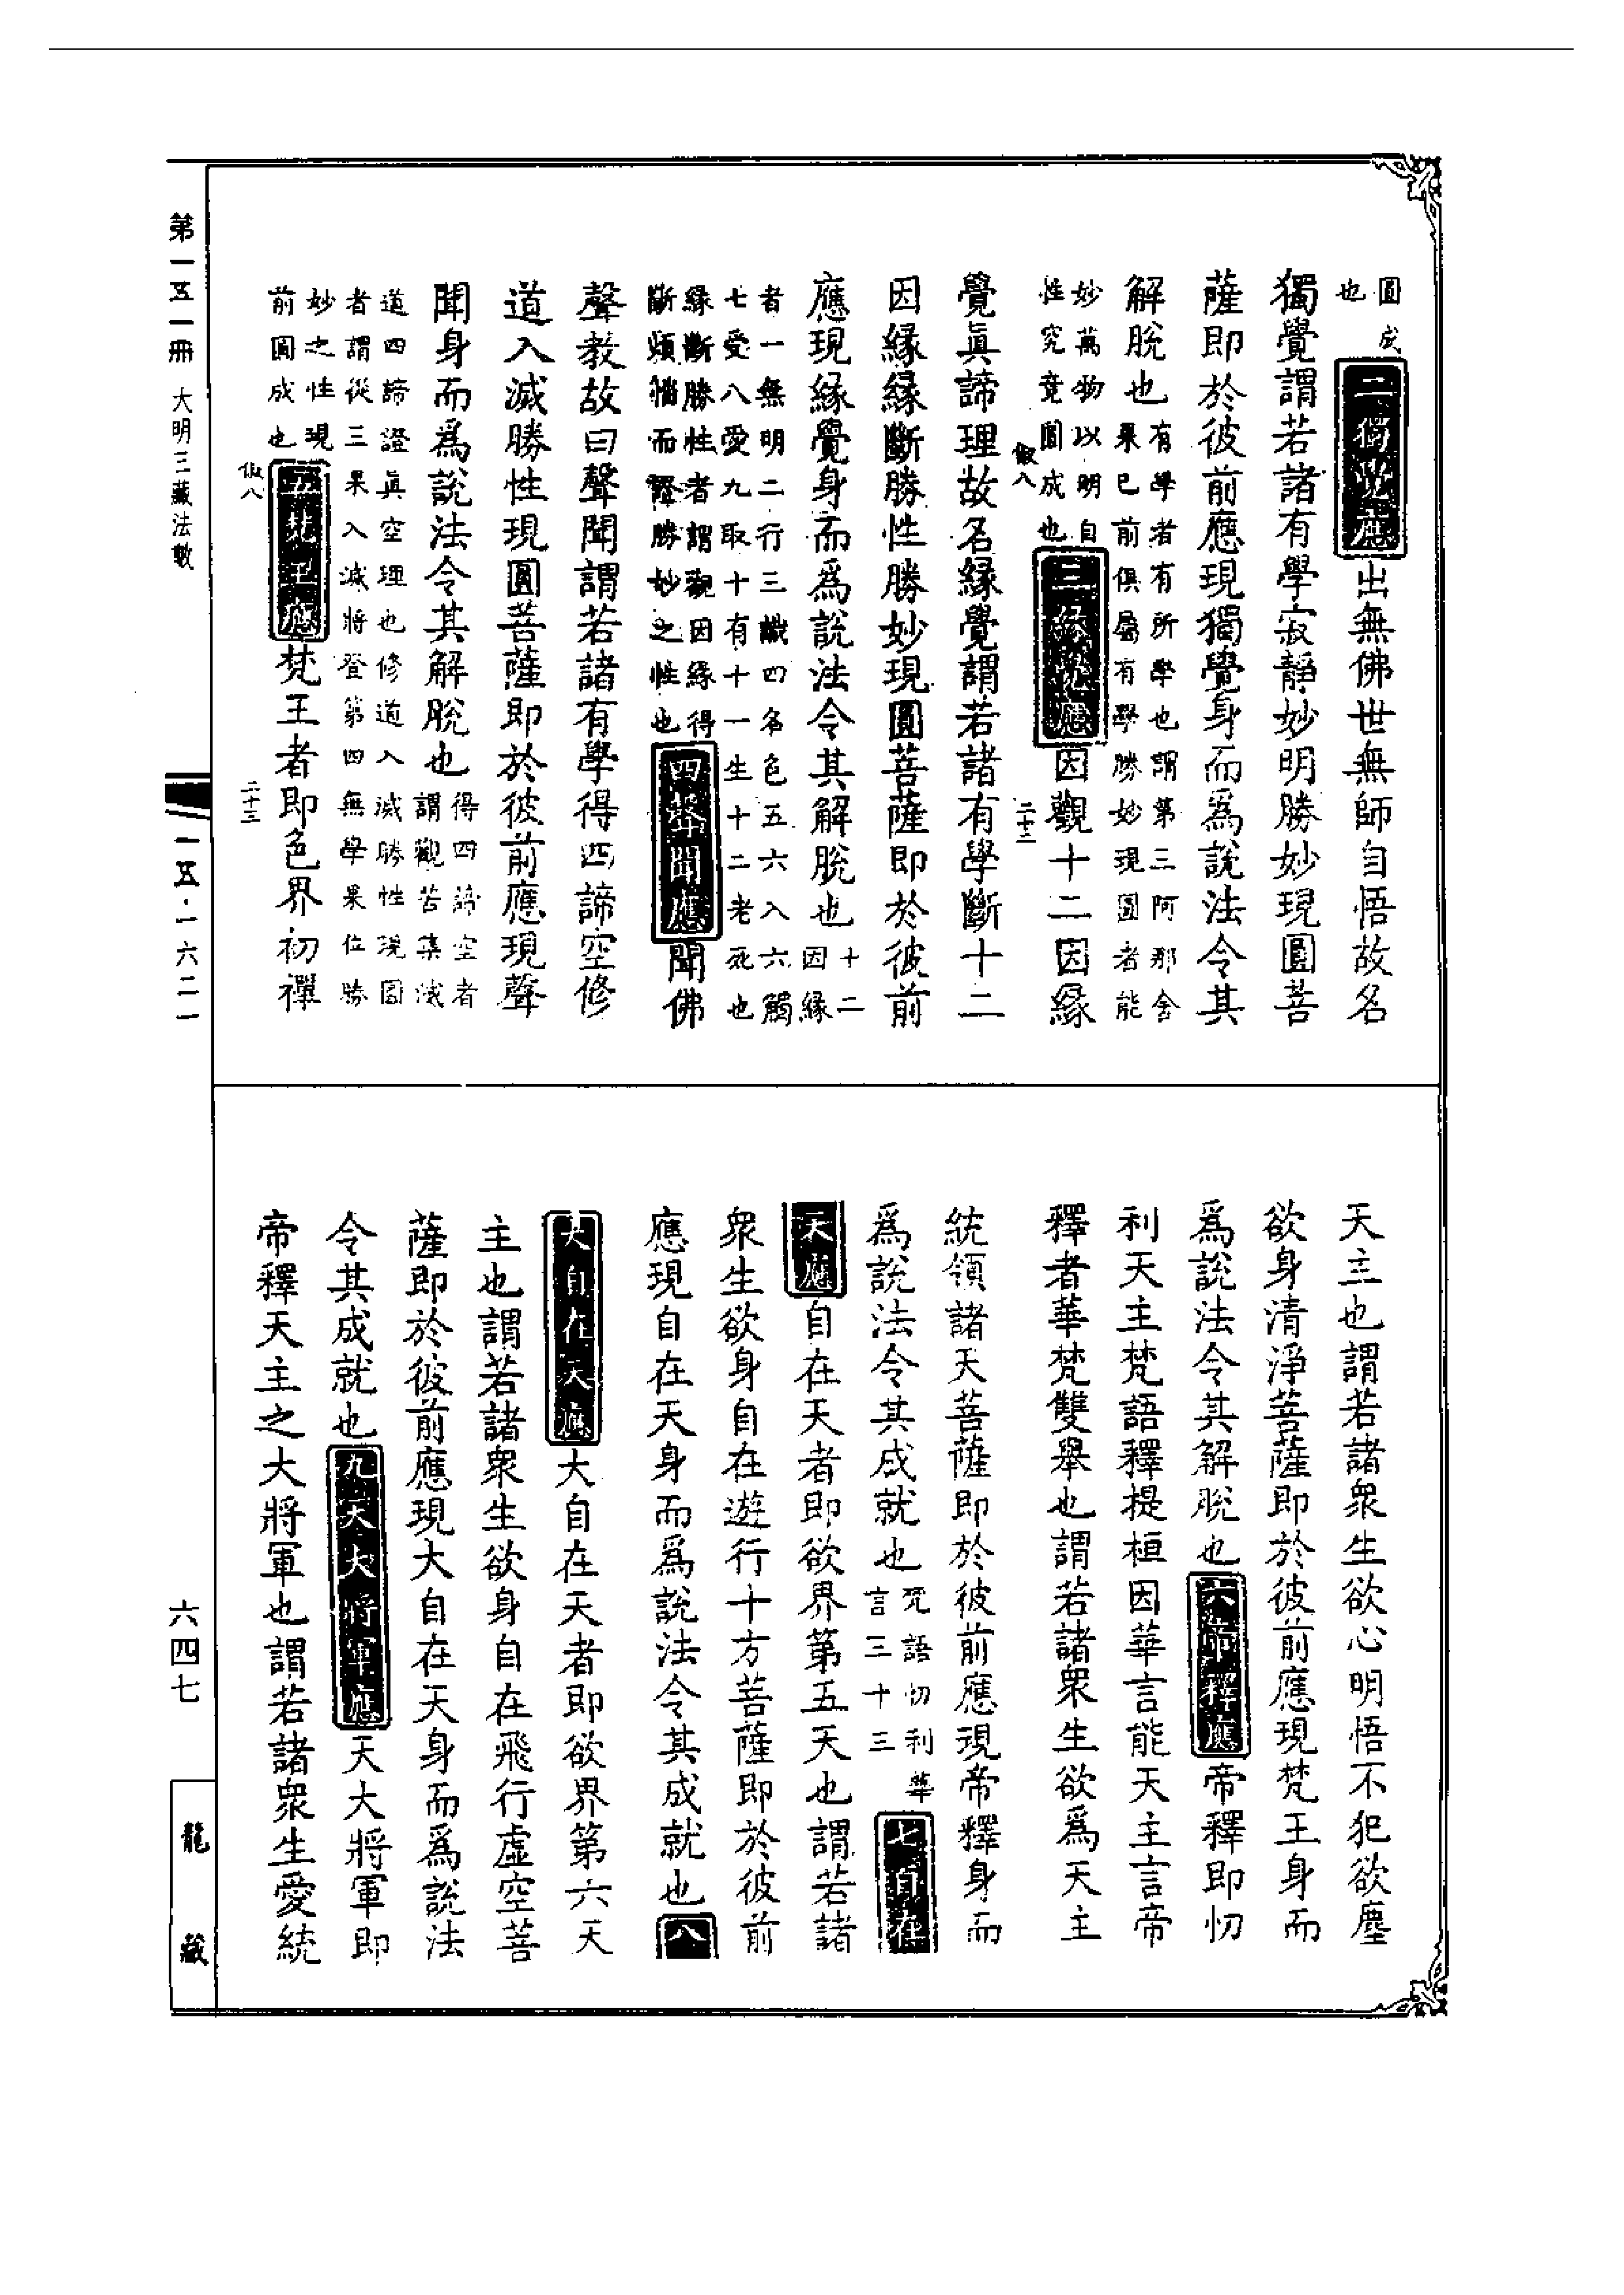 圓成也二獨覺應出無佛世無師自悟故名
獨覺謂若諸有學寂靜妙明勝妙現圓菩
薩即於彼前應現獨覺身而爲說法令其
解脫也有學者有所學也謂第三阿那含果已前俱屬有學勝妙現圓者能
妙萬物以明自性究竟圓成也三緣覺應因觀十二因緣
覺眞諦理故名緣覺謂若諸有學斷十二
因緣緣斷勝性勝妙現圓菩薩即於彼前
應現緣覺身而爲說法令其解脫也十二因緣
者一無明二行三識四名色五六入六觸七受八愛九取十有十一生十二老死也
緣斷勝性者謂觀因緣得斷煩惱而證勝妙之性也四聲聞應聞佛
聲教故曰聲聞謂若諸有學得四諦空修
道入滅勝性現圓菩薩即於彼前應現聲
聞身而爲說法令其解脫也得四諦空者謂觀苦集滅
道四諦證眞空理也修道入滅勝性現圓者謂從三果入滅將登第四無學果位勝
妙之性現前圓成也五梵王應梵王者即色界初禪
天主也謂若諸衆生欲心明悟不犯欲塵
欲身清淨菩薩即於彼前應現梵王身而
爲說法令其解脫也六帝釋應帝釋即忉
利天主梵語釋提桓因華言能天主言帝
釋者華梵雙舉也謂若諸衆生欲爲天主
統領諸天菩薩即於彼前應現帝釋身而
爲說法令其成就也梵語忉利華言三十三七自在
天應自在天者即欲界第五天也謂若諸
衆生欲身自在遊行十方菩薩即於彼前
應現自在天身而爲說法令其成就也八
大自在天應大自在天者即欲界第六天
主也謂若諸衆生欲身自在飛行虛空菩
薩即於彼前應現大自在天身而爲說法
令其成就也九天大將軍應天大將軍即
帝釋天主之大將軍也謂若諸衆生愛統
第一五一冊 大明三藏法數
一五·一六二一
六四七
龍藏
二十二
二十三